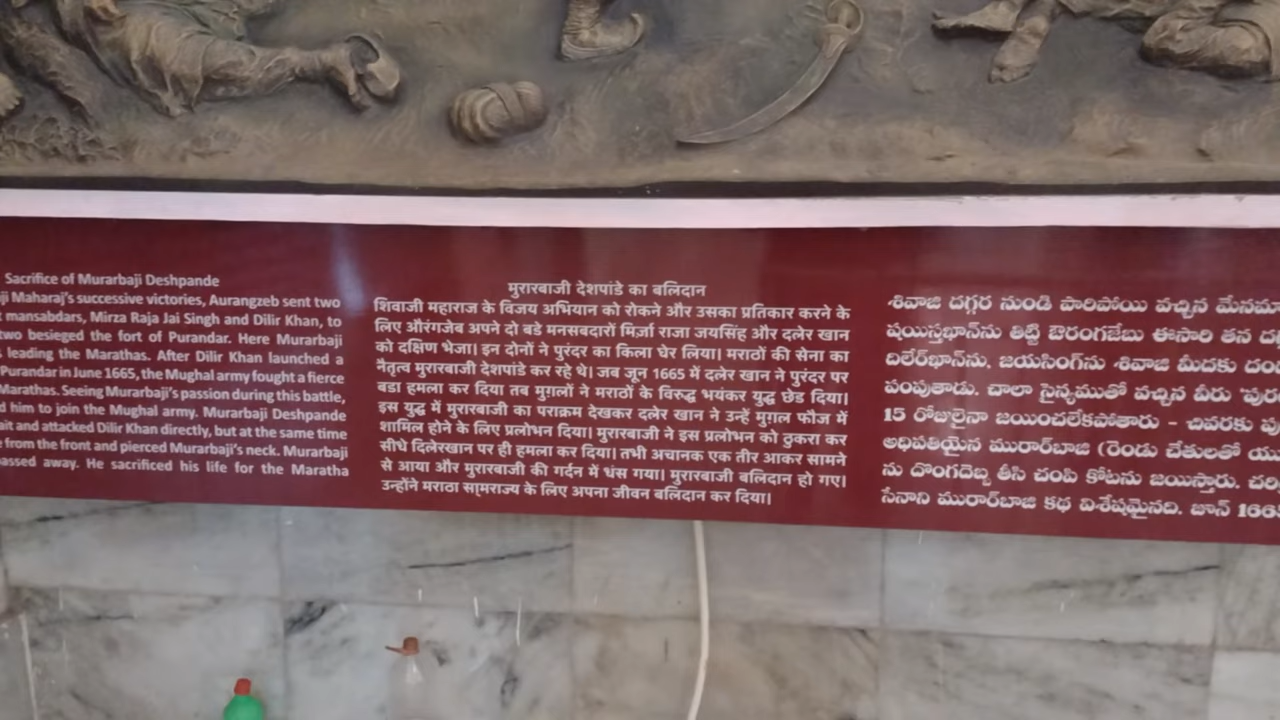 Sacrifice of Murarbaji Deshpande
ji Maharaj's successive victories, Aurangzeb sent two
t mansabdars, Mirza Raja Jai Singh and Dilir Khan, to
two besieged the fort of Purandar. Here Murarbaji
s leading the Marathas. After Dilir Khan launched a
Purandar in June 1665, the Mughal army fought a fierce
Marathas. Seeing Murarbaji's passion during this battle,
d him to join the Mughal army. Murarbaji Deshpande
ait and attacked Dilir Khan directly, but at the same time
e from the front and pierced Murarbaji's neck. Murarbaji
assed away. He sacrificed his life for the Maratha
मुरारबाजी देशपांडे का बलिदान
शिवाजी महाराज के विजय अभियान को रोकने और उसका प्रतिकार करने के
लिए औरंगजेब अपने दो बडे मनसबदारों मिर्ज़ा राजा जयसिंह और दलेर खान
को दक्षिण भेजा। इन दोनों ने पुरंदर का किला घेर लिया। मराठों की सेना का
नैतृत्व मुरारबाजी देशपांडे कर रहे थे। जब जून 1665 में दलेर खान ने पुरंदर पर
बडा हमला कर दिया तब मुग़लों ने मराठों के विरुद्ध भयंकर युद्ध छेड दिया।
इस युद्ध में मुरारबाजी का पराक्रम देखकर दलेर खान ने उन्हें मुग़ल फौज में
शामिल होने के लिए प्रलोभन दिया। मुरारबाजी ने इस प्रलोभन को ठुकरा कर
सीधे दिलेरखान पर ही हमला कर दिया। तभी अचानक एक तीर आकर सामने
से आया और मुरारबाजी की गर्दन में धंस गया। मुरारबाजी बलिदान हो गए।
उन्होंने मराठा सा्मराज्य के लिए अपना जीवन बलिदान कर दिया।
శివాజి దగ్గర నుండి పారిపోయి వచ్చిన మేనమా
షయిస్తఖాన్‌ను తిట్టి ఔరంగజేబు ఈసారి తన ద
దిలేర్‌ఖాన్‌ను, జయసింగ్‌ను శివాజి మీదకు దం
పంపుతాడు. చాలా సైన్యముతో వచ్చిన వీరు 'పుర
15 రోజులైనా జయించలేకపోతారు - చివరకు పు
అధిపతియైన మురార్‌బాజి (రెండు చేతులతో యు
ను దొంగదెబ్బ తీసి చంపి కోటను జయిస్తారు. చరి
సేనాని మురార్‌బాజి కథ విశేషమైనది. జూన్ 1665